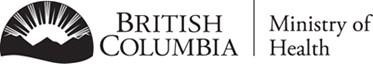 BRITISH
COLUMBIA
Ministry of
Health